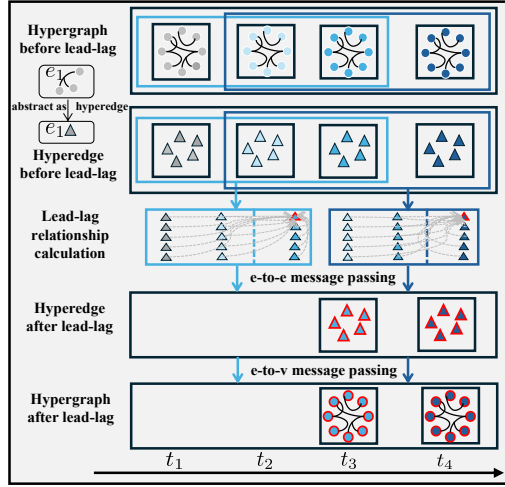 Hypergraph
before lead-lag
e1
abstract as hyperedge
e1
Hyperedge
before lead-lag
Lead-lag
relationship
calculation
e-to-e message passing
Hyperedge
after lead-lag
e-to-v message passing
Hypergraph
after lead-lag
t1 t2 t3 t4